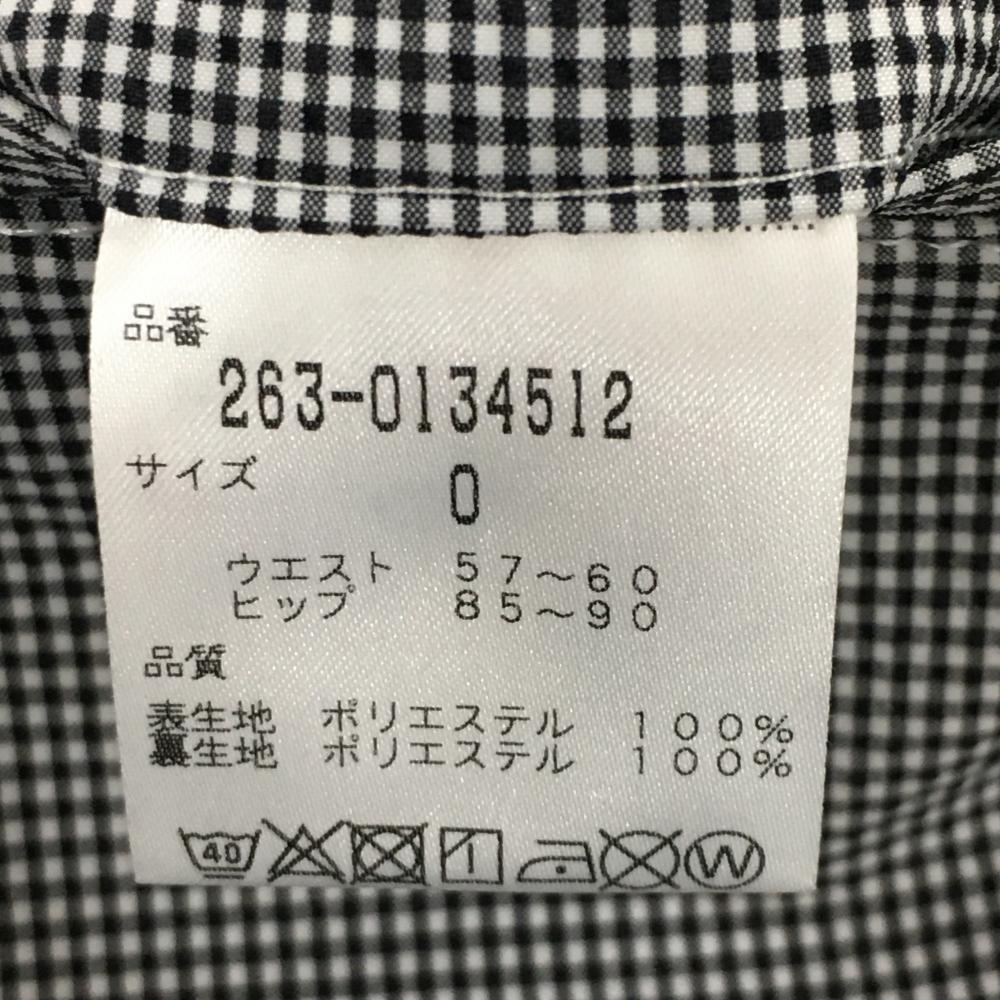 品番
263-0134512
サイズ 0
ウエスト 57～60
ヒップ 85～90
品質
表生地 ポリエステル 100%
裏生地 ポリエステル 100%
40 W